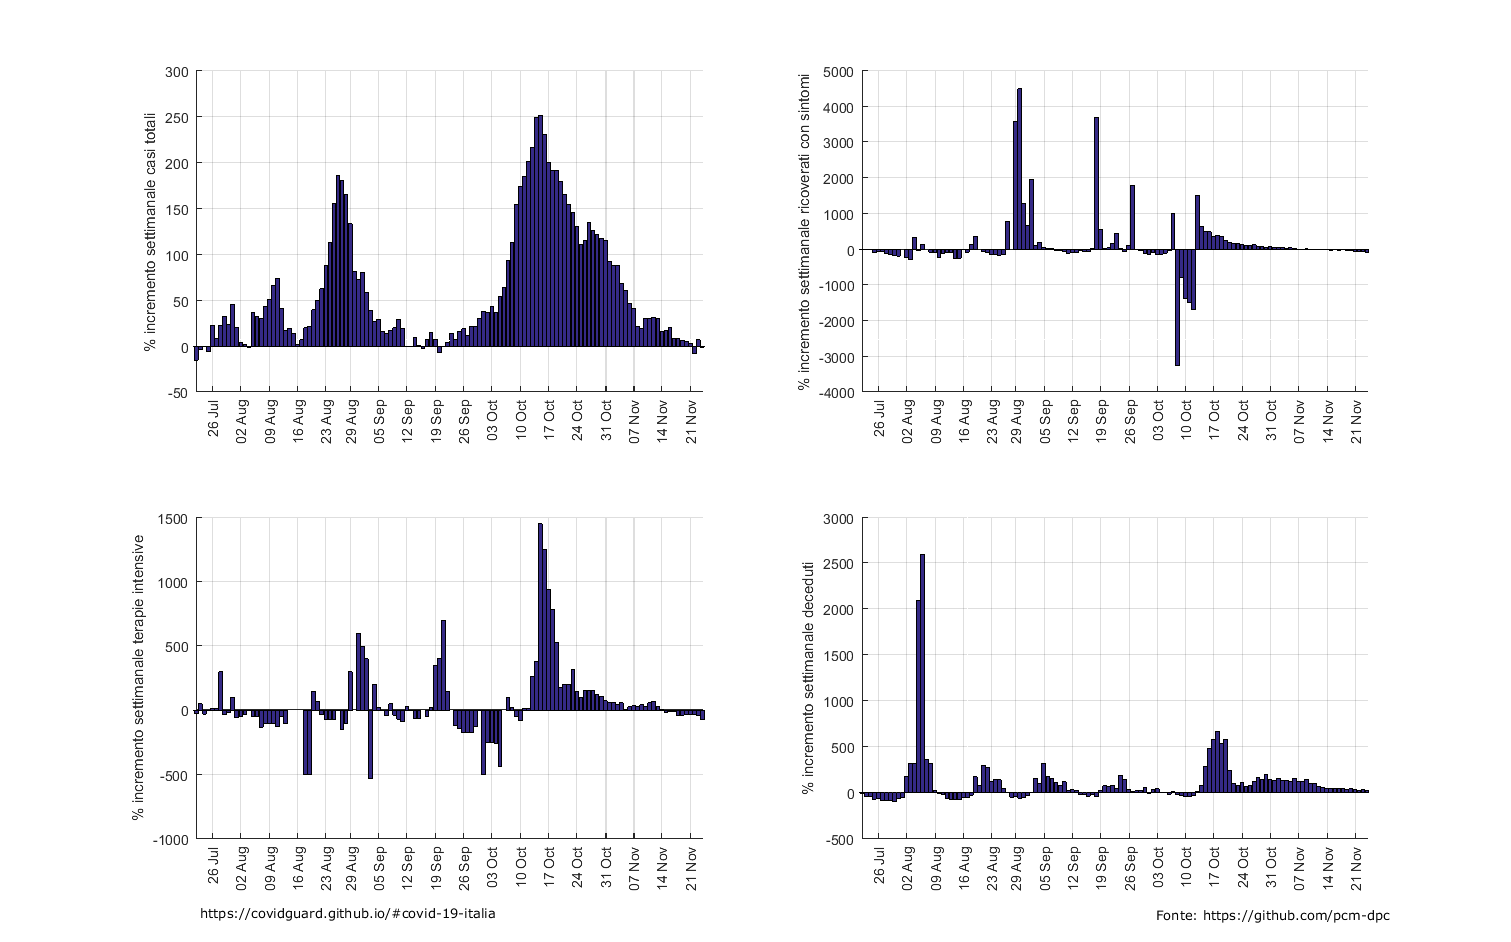 % incremento settimanale casi totali
300
250
200
150
100
50
0
-50
26 Jul
02 Aug
09 Aug
16 Aug
23 Aug
29 Aug
05 Sep
12 Sep
19 Sep
26 Sep
03 Oct
10 Oct
17 Oct
24 Oct
31 Oct
07 Nov
14 Nov
21 Nov
% incremento settimanale ricoverati con sintomi
5000
4000
3000
2000
1000
0
-1000
-2000
-3000
-4000
26 Jul
02 Aug
09 Aug
16 Aug
23 Aug
29 Aug
05 Sep
12 Sep
19 Sep
26 Sep
03 Oct
10 Oct
17 Oct
24 Oct
31 Oct
07 Nov
14 Nov
21 Nov
% incremento settimanale terapie intensive
1500
1000
500
0
-500
-1000
26 Jul
02 Aug
09 Aug
16 Aug
23 Aug
29 Aug
05 Sep
12 Sep
19 Sep
26 Sep
03 Oct
10 Oct
17 Oct
24 Oct
31 Oct
07 Nov
14 Nov
21 Nov
% incremento settimanale deceduti
3000
2500
2000
1500
1000
500
0
-500
26 Jul
02 Aug
09 Aug
16 Aug
23 Aug
29 Aug
05 Sep
12 Sep
19 Sep
26 Sep
03 Oct
10 Oct
17 Oct
24 Oct
31 Oct
07 Nov
14 Nov
21 Nov
https://covidguard.github.io/#covid-19-italia
Fonte: https://github.com/pcm-dpc